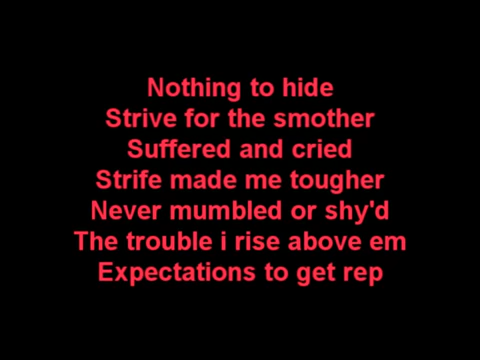 Nothing to hide
Strive for the smother
Suffered and cried
Strife made me tougher
Never mumbled or shy'd
The trouble i rise above em
Expectations to get rep